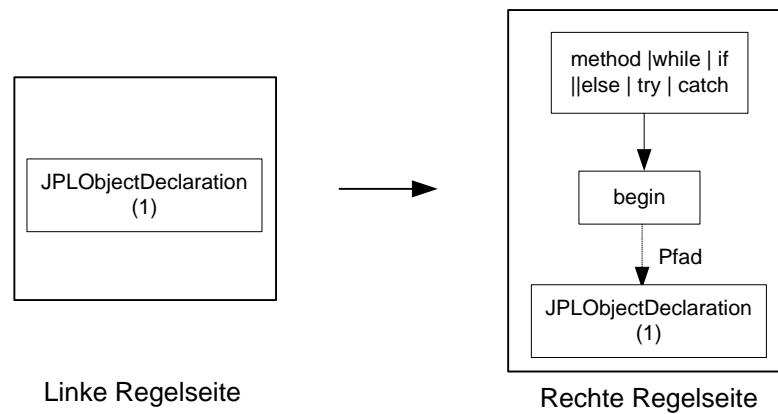 JPLObjectDeclaration
(1)
Linke Regelseite
method |while | if
||else | try | catch
begin
Pfad
JPLObjectDeclaration
(1)
Rechte Regelseite